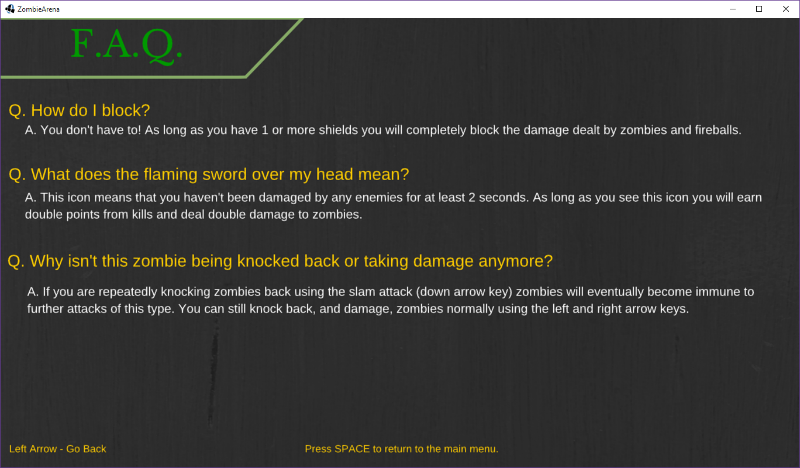 ZombieArena
F.A.Q.
Q. How do I block?
A. You don't have to! As long as you have 1 or more shields you will completely block the damage dealt by zombies and fireballs.
Q. What does the flaming sword over my head mean?
A. This icon means that you haven't been damaged by any enemies for at least 2 seconds. As long as you see this icon you will earn
double points from kills and deal double damage to zombies.
Q. Why isn't this zombie being knocked back or taking damage anymore?
A. If you are repeatedly knocking zombies back using the slam attack (down arrow key) zombies will eventually become immune to
further attacks of this type. You can still knock back, and damage, zombies normally using the left and right arrow keys.
Left Arrow - Go Back
Press SPACE to return to the main menu.